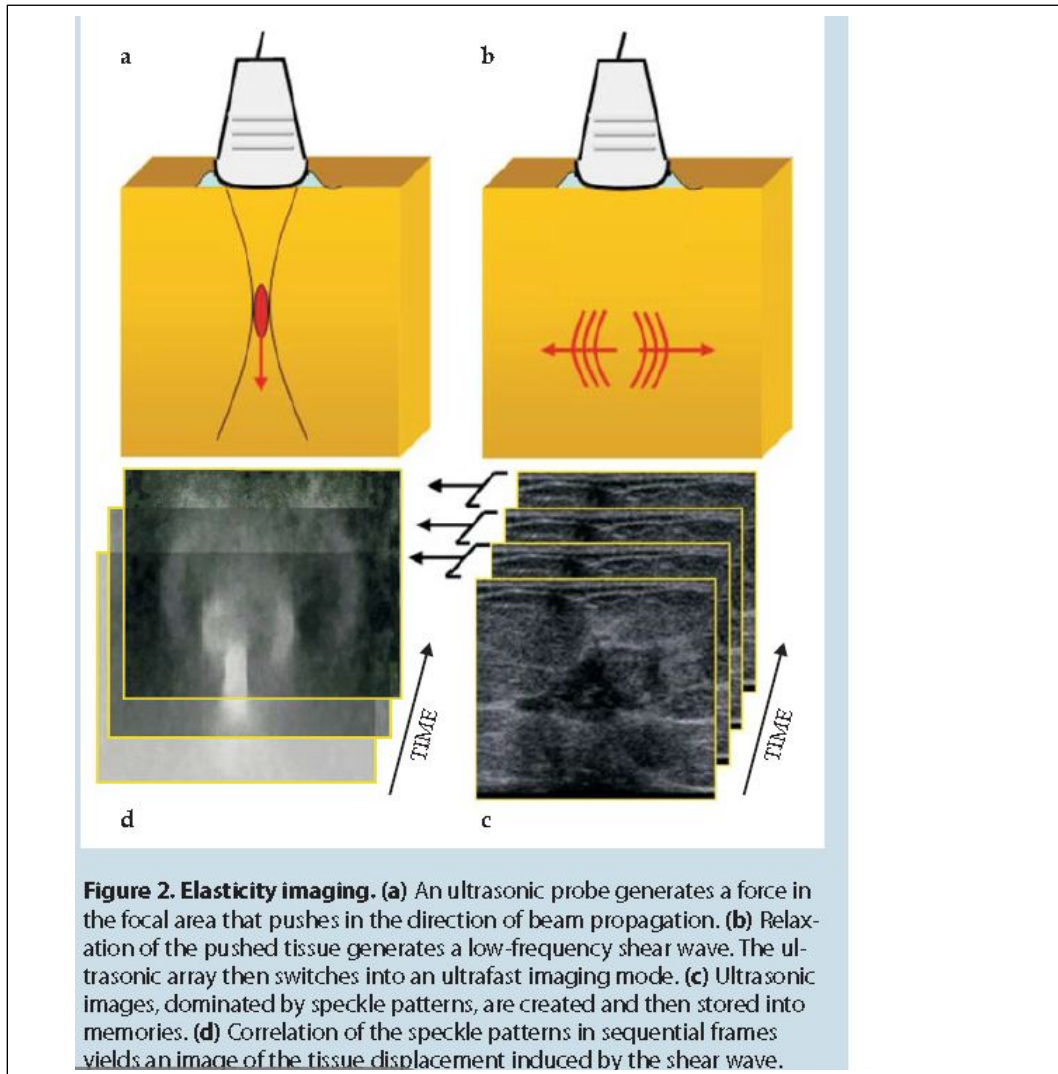 a
b
TIME
TIME
d
c
Figure 2. Elasticity imaging. (a) An ultrasonic probe generates a force in
the focal area that pushes in the direction of beam propagation. (b) Relax-
ation of the pushed tissue generates a low-frequency shear wave. The ul-
trasonic array then switches into an ultrafast imaging mode. (c) Ultrasonic
images, dominated by speckle patterns, are created and then stored into
memories. (d) Correlation of the speckle patterns in sequential frames
yields an image of the tissue displacement induced by the shear wave.